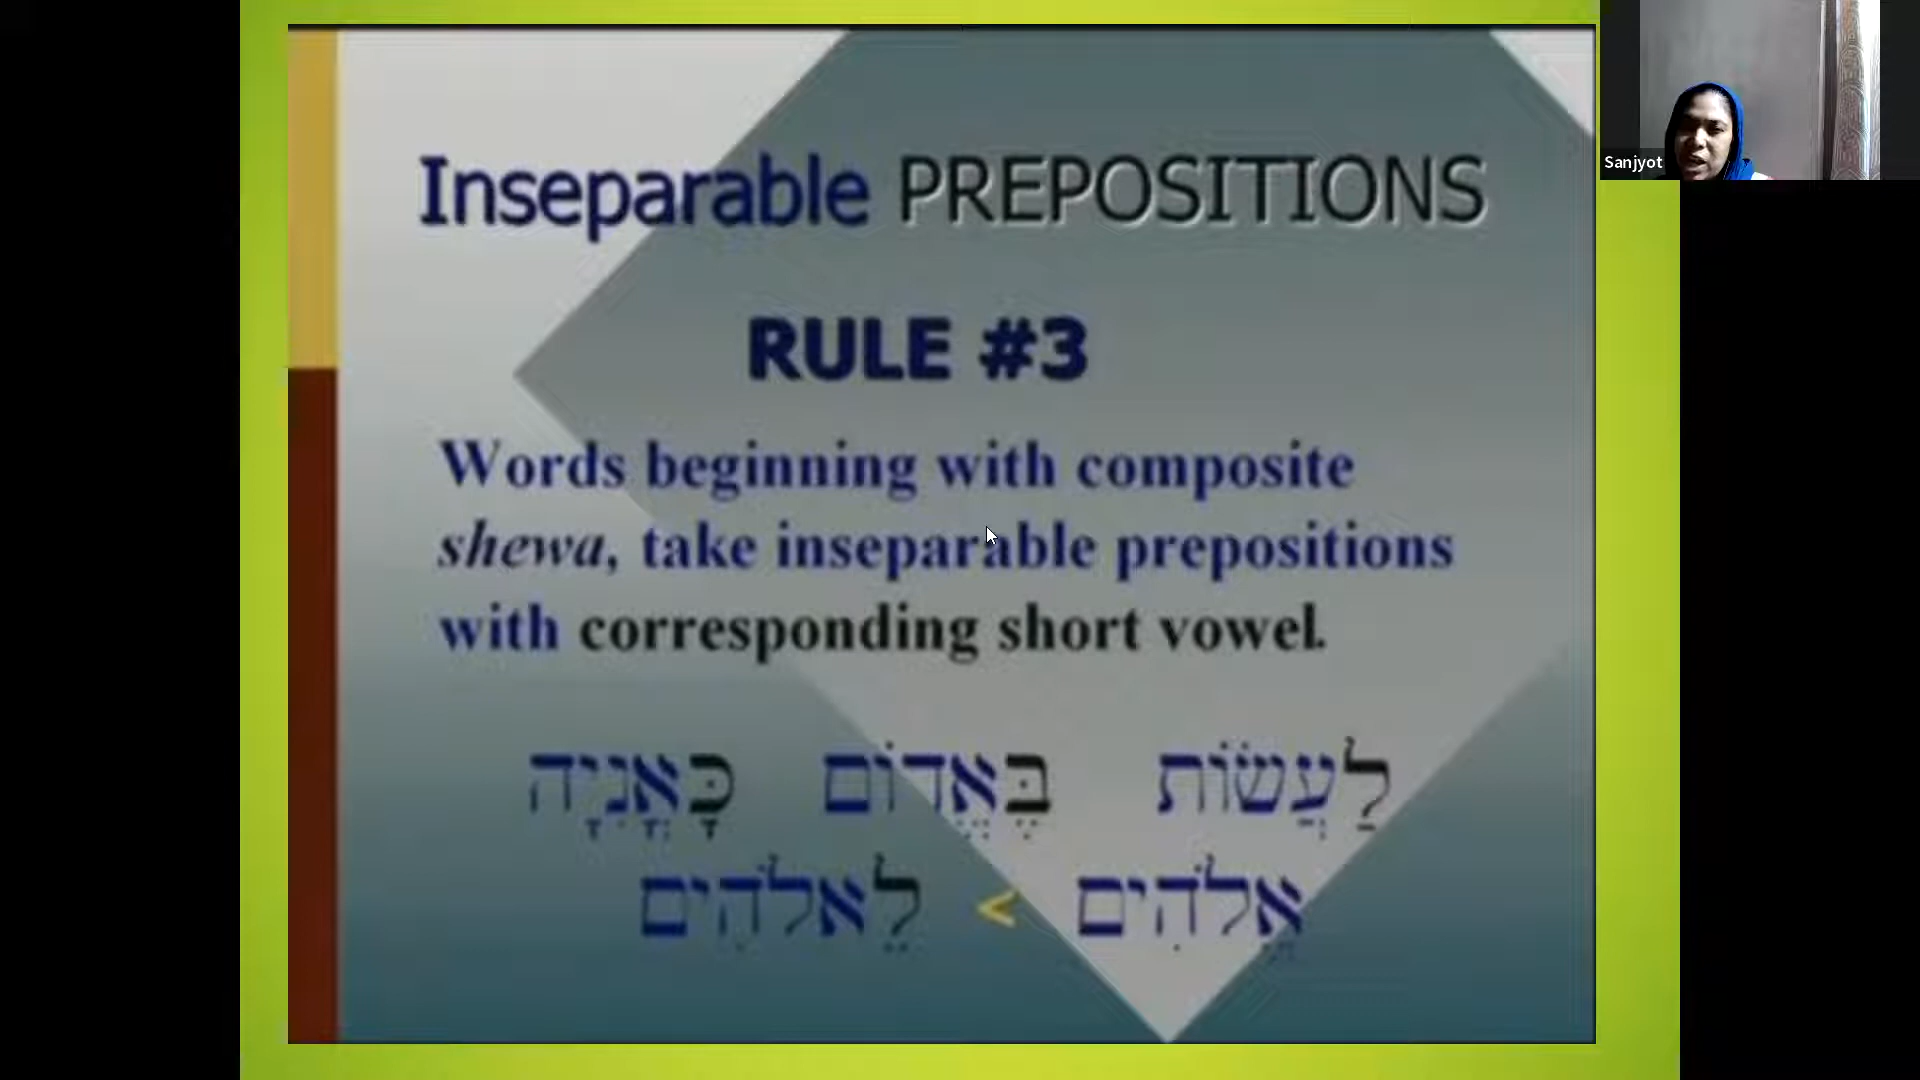 Inseparable PREPOSITIONS
RULE #3
Words beginning with composite
shewa, take inseparable prepositions
with corresponding short vowel.
לַעֲשׂוֹת בֶּאֱדוֹם כָּאֳנִיָּה
אֱלֹהִים < לֵאלֹהִים
Sanjyot